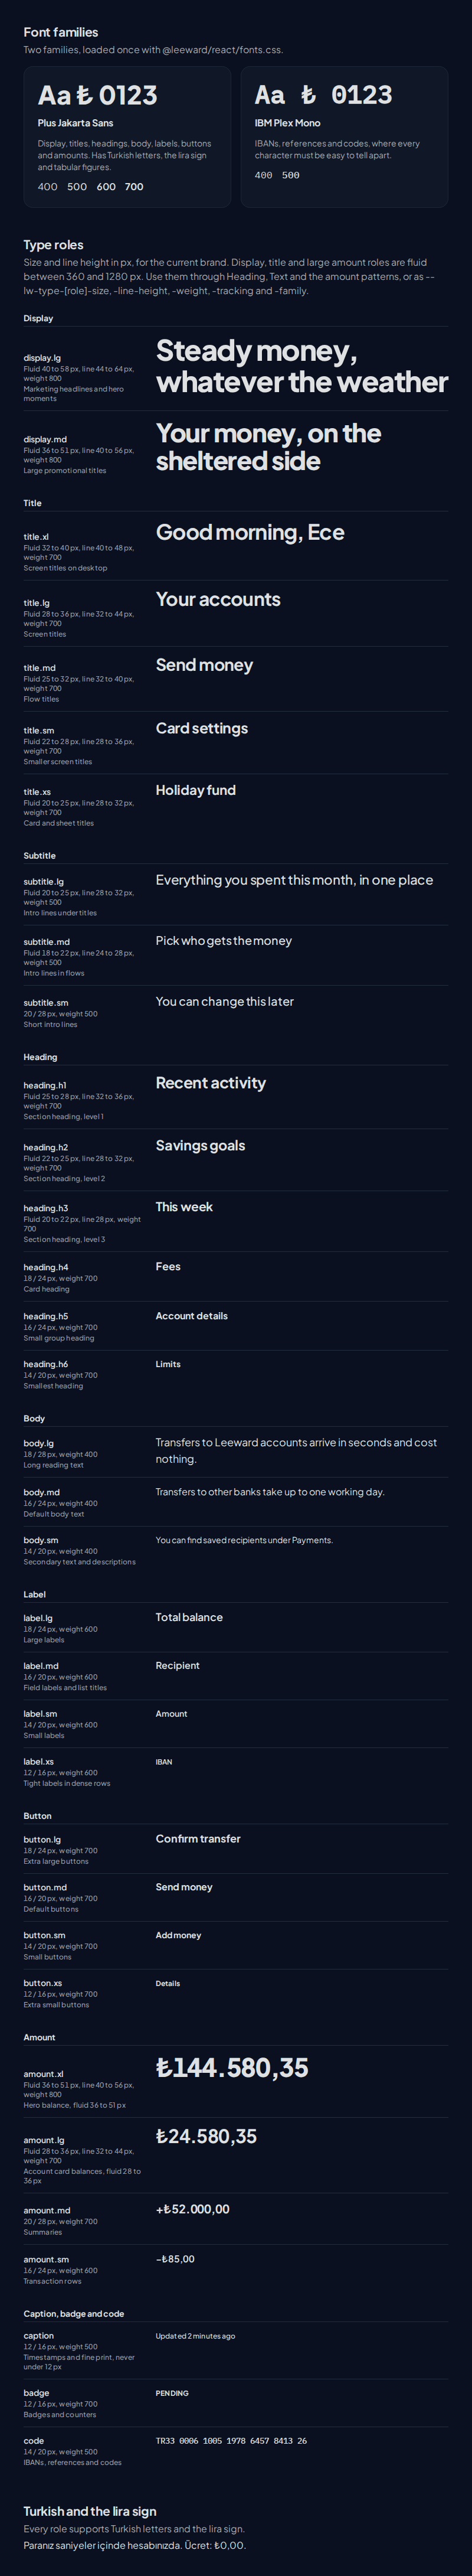 Font families
Two families, loaded once with @leeward/react/fonts.css.
Aa ₺ 0123
Plus Jakarta Sans
Display, titles, headings, body, labels, buttons
and amounts. Has Turkish letters, the lira sign
and tabular figures.
400 500 600 700
Aa ₺ 0123
IBM Plex Mono
IBANs, references and codes, where every
character must be easy to tell apart.
400 500
Type roles
Size and line height in px, for the current brand. Display, title and large amount roles are fluid
between 360 and 1280 px. Use them through Heading, Text and the amount patterns, or as --
lw-type-[role]-size, -line-height, -weight, -tracking and -family.
Display
display.lg
Fluid 40 to 58 px, line 44 to 64 px,
weight 800
Marketing headlines and hero
moments
Steady money,
whatever the weather
display.md
Fluid 36 to 51 px, line 40 to 56 px,
weight 800
Large promotional titles
Your money, on the
sheltered side
Title
title.xl
Fluid 32 to 40 px, line 40 to 48 px,
weight 700
Screen titles on desktop
Good morning, Ece
title.lg
Fluid 28 to 36 px, line 32 to 44 px,
weight 700
Screen titles
Your accounts
title.md
Fluid 25 to 32 px, line 32 to 40 px,
weight 700
Flow titles
Send money
title.sm
Fluid 22 to 28 px, line 28 to 36 px,
weight 700
Smaller screen titles
Card settings
title.xs
Fluid 20 to 25 px, line 28 to 32 px,
weight 700
Card and sheet titles
Holiday fund
Subtitle
subtitle.lg
Fluid 20 to 25 px, line 28 to 32 px,
weight 500
Intro lines under titles
Everything you spent this month, in one place
subtitle.md
Fluid 18 to 22 px, line 24 to 28 px,
weight 500
Intro lines in flows
Pick who gets the money
subtitle.sm
20 / 28 px, weight 500
Short intro lines
You can change this later
Heading
heading.h1
Fluid 25 to 28 px, line 32 to 36 px,
weight 700
Section heading, level 1
Recent activity
heading.h2
Fluid 22 to 25 px, line 28 to 32 px,
weight 700
Section heading, level 2
Savings goals
heading.h3
Fluid 20 to 22 px, line 28 px, weight
700
Section heading, level 3
This week
heading.h4
18 / 24 px, weight 700
Card heading
Fees
heading.h5
16 / 24 px, weight 700
Small group heading
Account details
heading.h6
14 / 20 px, weight 700
Smallest heading
Limits
Body
body.lg
18 / 28 px, weight 400
Long reading text
Transfers to Leeward accounts arrive in seconds and cost
nothing.
body.md
16 / 24 px, weight 400
Default body text
Transfers to other banks take up to one working day.
body.sm
14 / 20 px, weight 400
Secondary text and descriptions
You can find saved recipients under Payments.
Label
label.lg
18 / 24 px, weight 600
Large labels
Total balance
label.md
16 / 20 px, weight 600
Field labels and list titles
Recipient
label.sm
14 / 20 px, weight 600
Small labels
Amount
label.xs
12 / 16 px, weight 600
Tight labels in dense rows
IBAN
Button
button.lg
18 / 24 px, weight 700
Extra large buttons
Confirm transfer
button.md
16 / 20 px, weight 700
Default buttons
Send money
button.sm
14 / 20 px, weight 700
Small buttons
Add money
button.xs
12 / 16 px, weight 700
Extra small buttons
Details
Amount
amount.xl
Fluid 36 to 51 px, line 40 to 56 px,
weight 800
Hero balance, fluid 36 to 51 px
₺144.580,35
amount.lg
Fluid 28 to 36 px, line 32 to 44 px,
weight 700
Account card balances, fluid 28 to
36 px
₺24.580,35
amount.md
20 / 28 px, weight 700
Summaries
+₺52.000,00
amount.sm
16 / 24 px, weight 600
Transaction rows
−₺85,00
Caption, badge and code
caption
12 / 16 px, weight 500
Timestamps and fine print, never
under 12 px
Updated 2 minutes ago
badge
12 / 16 px, weight 700
Badges and counters
PENDING
code
14 / 20 px, weight 500
IBANs, references and codes
TR33 0006 1005 1978 6457 8413 26
Turkish and the lira sign
Every role supports Turkish letters and the lira sign.
Paranız saniyeler içinde hesabınızda. Ücret: ₺0,00.